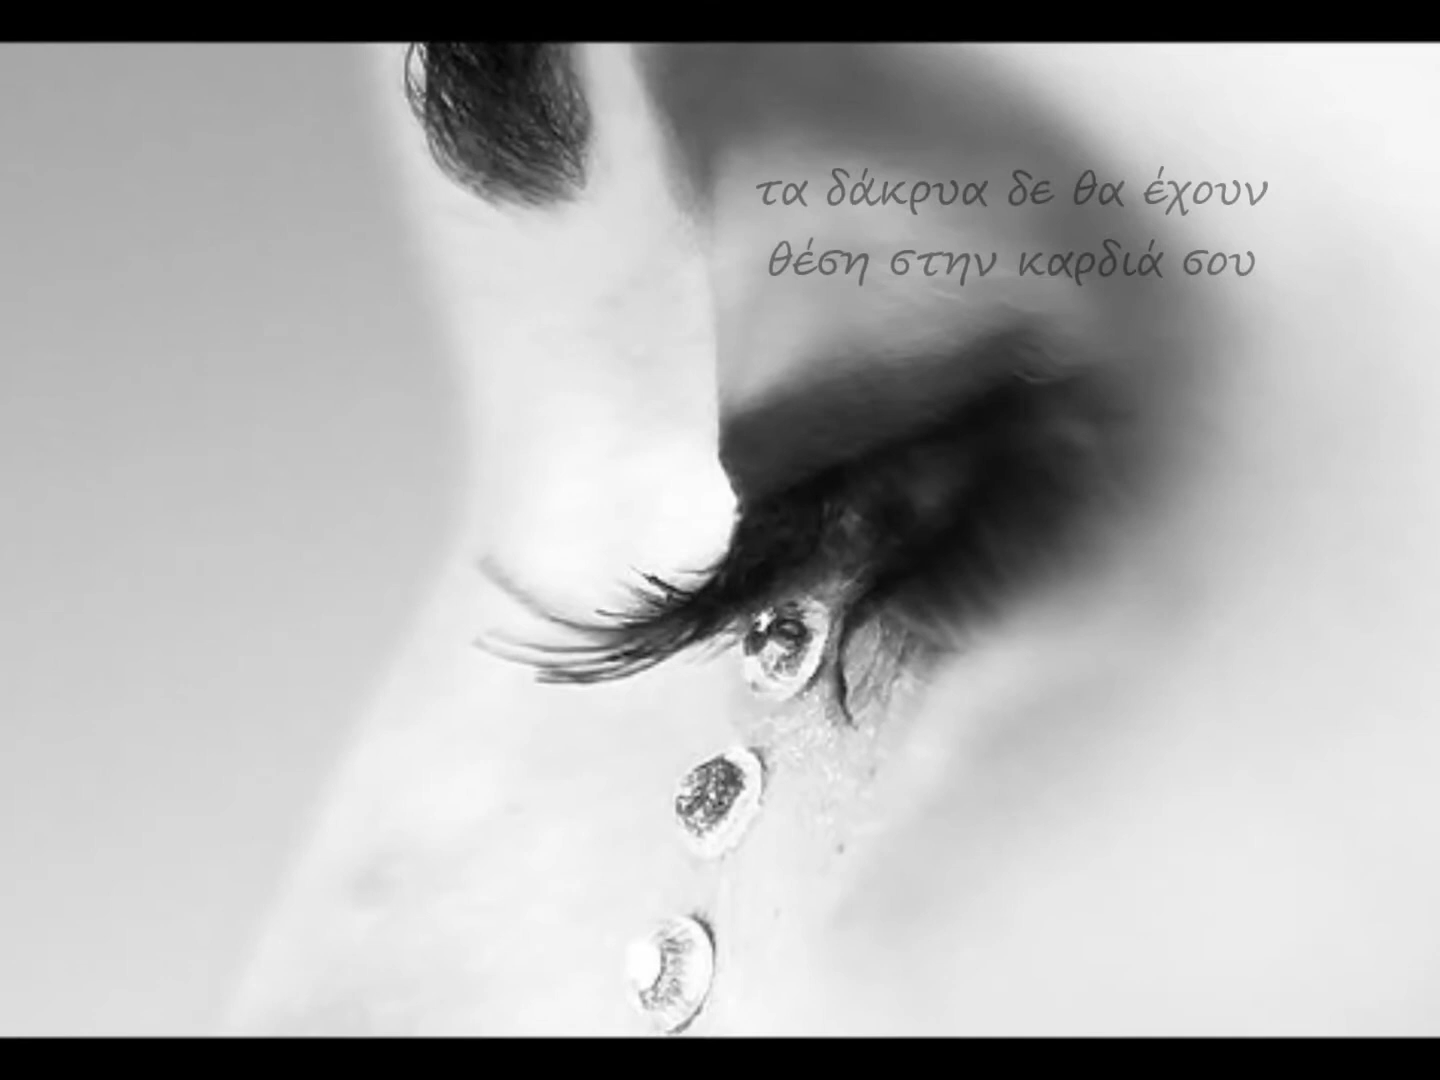 τα δάκρυα δε θα έχουν
θέση στην καρδιά σου